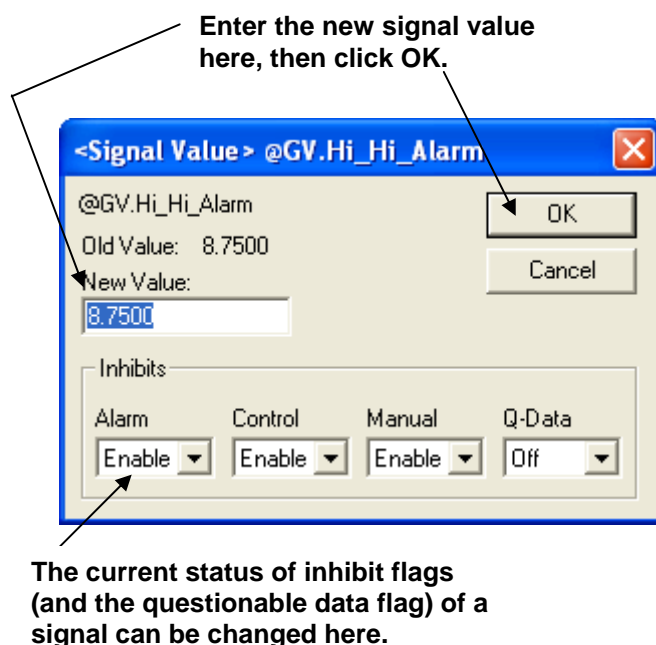 Enter the new signal value
here, then click OK.
<Signal Value> @GV.Hi_Hi_Alarm
@GV.Hi_Hi_Alarm
OK
Old Value: 8.7500
Cancel
New Value:
8.7500
Inhibits
Alarm Control Manual Q-Data
Enable Enable Enable Off
The current status of inhibit flags
(and the questionable data flag) of a
signal can be changed here.